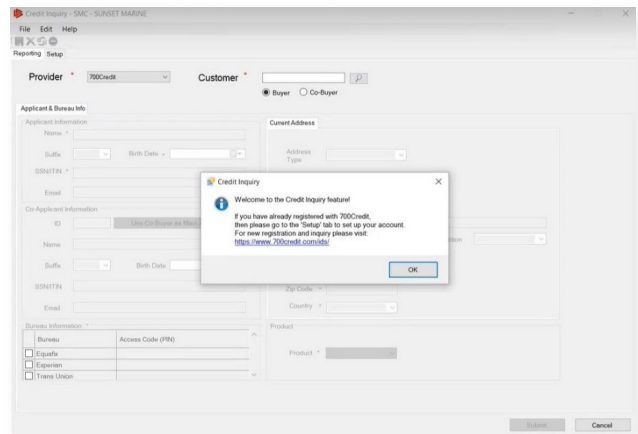 Credit Inquiry - SMC - SUNSET MARINE
File Edit Help
Reporting Setup
Provider * 700Credit Customer *
Buyer Co-Buyer
Applicant & Bureau Info
Applicant Information Current Address
Name *
Suffix Birth Date Address Type
SSN/TIN *
Email
Credit Inquiry
Welcome to the Credit Inquiry feature!
If you have already registered with 700Credit,
then please go to the 'Setup' tab to set up your account.
For new registration and inquiry please visit:
https://www.700credit.com/ids/
OK
Co-Applicant Information
ID Use Co-Buyer as
Name
Suffix Birth Date
SSN/TIN Zip Code *
Email Country *
Bureau Information * Product
Bureau Access Code (PIN)
Equifax Product *
Experien
Trans Union
Submit Cancel